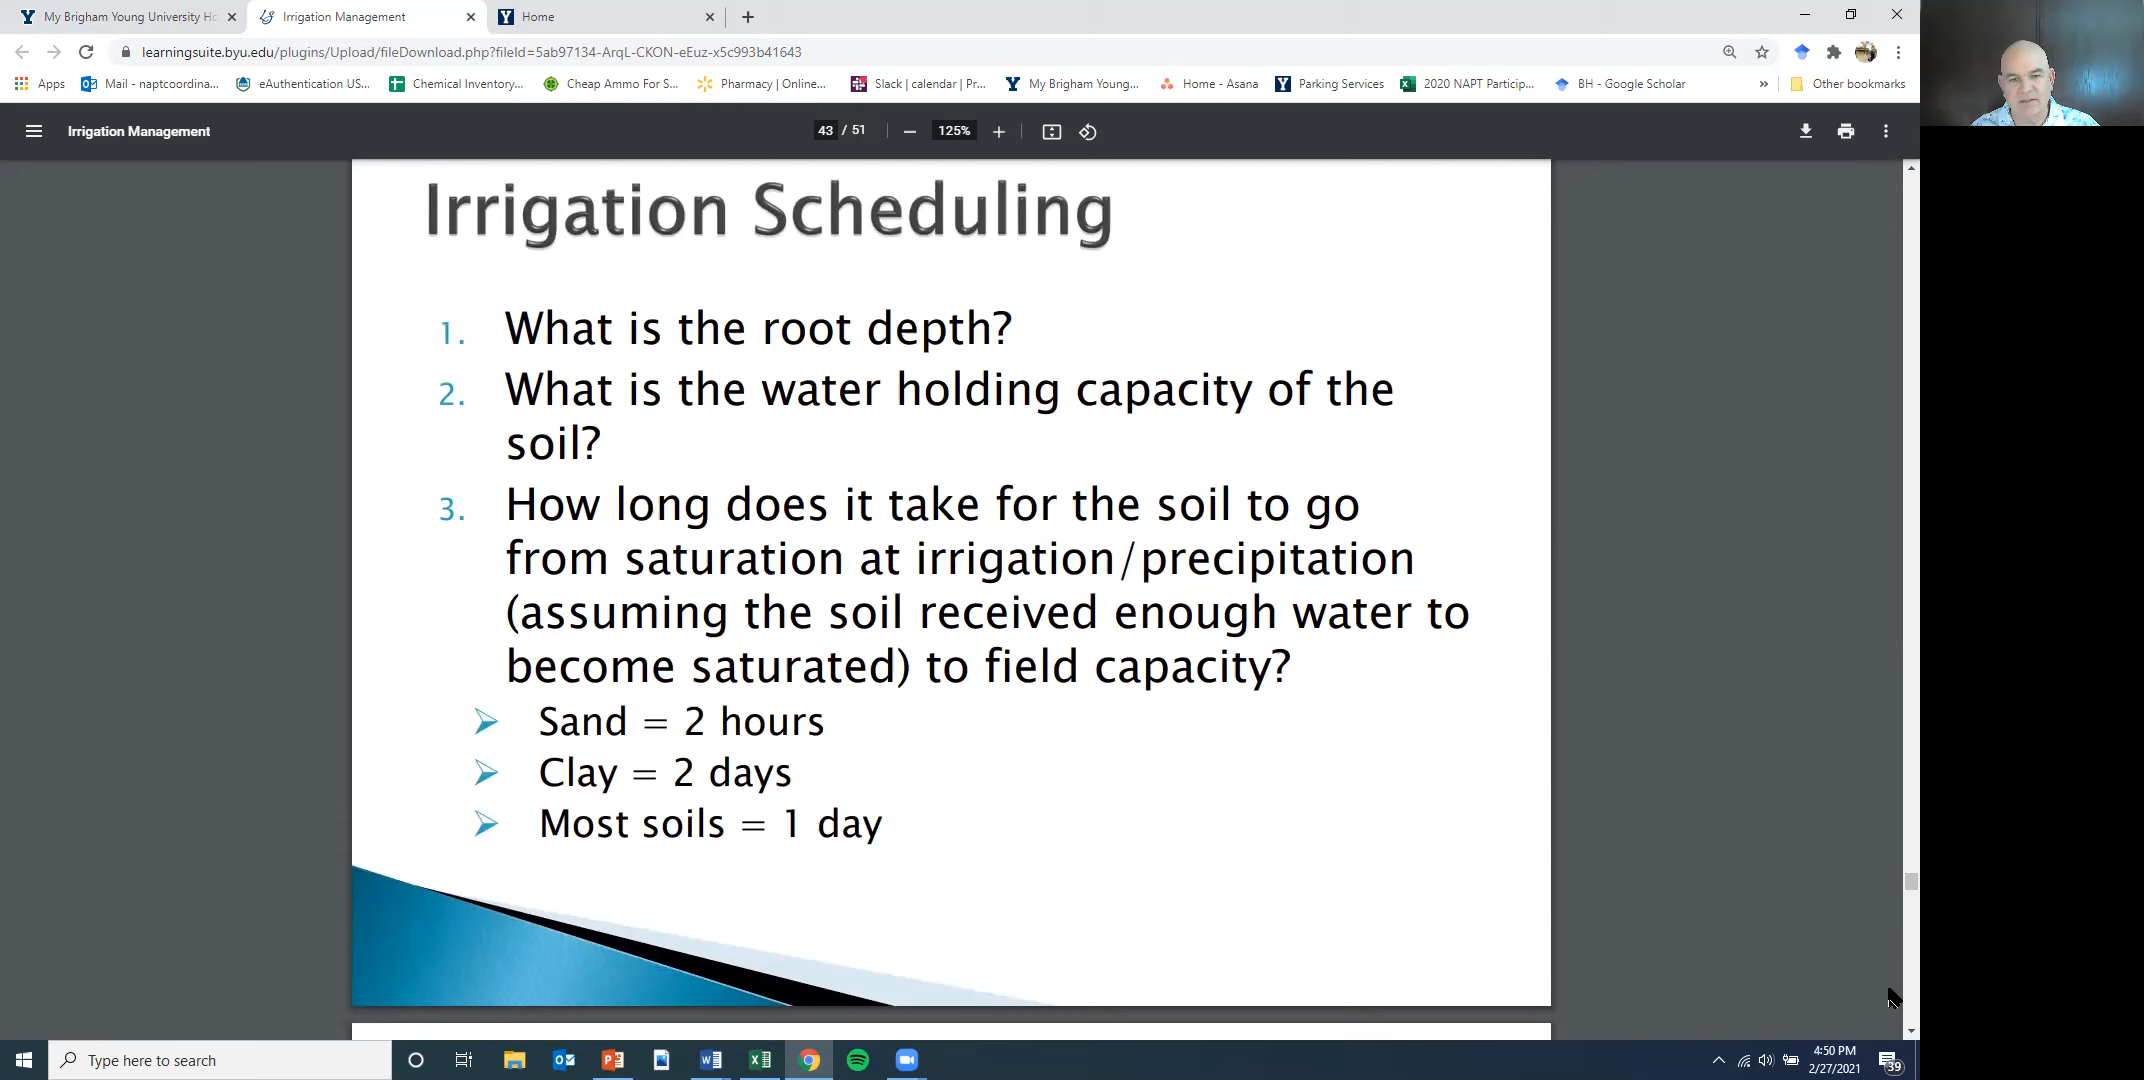 My Brigham Young University Ho
Irrigation Management
Home
learningsuite.byu.edu/plugins/Upload/fileDownload.php?fileId=5ab97134-ArqL-CKON-eEuz-x5c993b41643
Apps
Mail - naptcoordina...
eAuthentication US...
Chemical Inventory...
Cheap Ammo For S...
Pharmacy | Online...
Slack | calendar | Pr...
My Brigham Young...
Home - Asana
Parking Services
2020 NAPT Particip...
BH - Google Scholar
»
Other bookmarks
Irrigation Management
43 / 51
125%
Irrigation Scheduling
1. What is the root depth?
2. What is the water holding capacity of the
soil?
3. How long does it take for the soil to go
from saturation at irrigation/precipitation
(assuming the soil received enough water to
become saturated) to field capacity?
Sand = 2 hours
Clay = 2 days
Most soils = 1 day
Type here to search
4:50 PM
2/27/2021
39